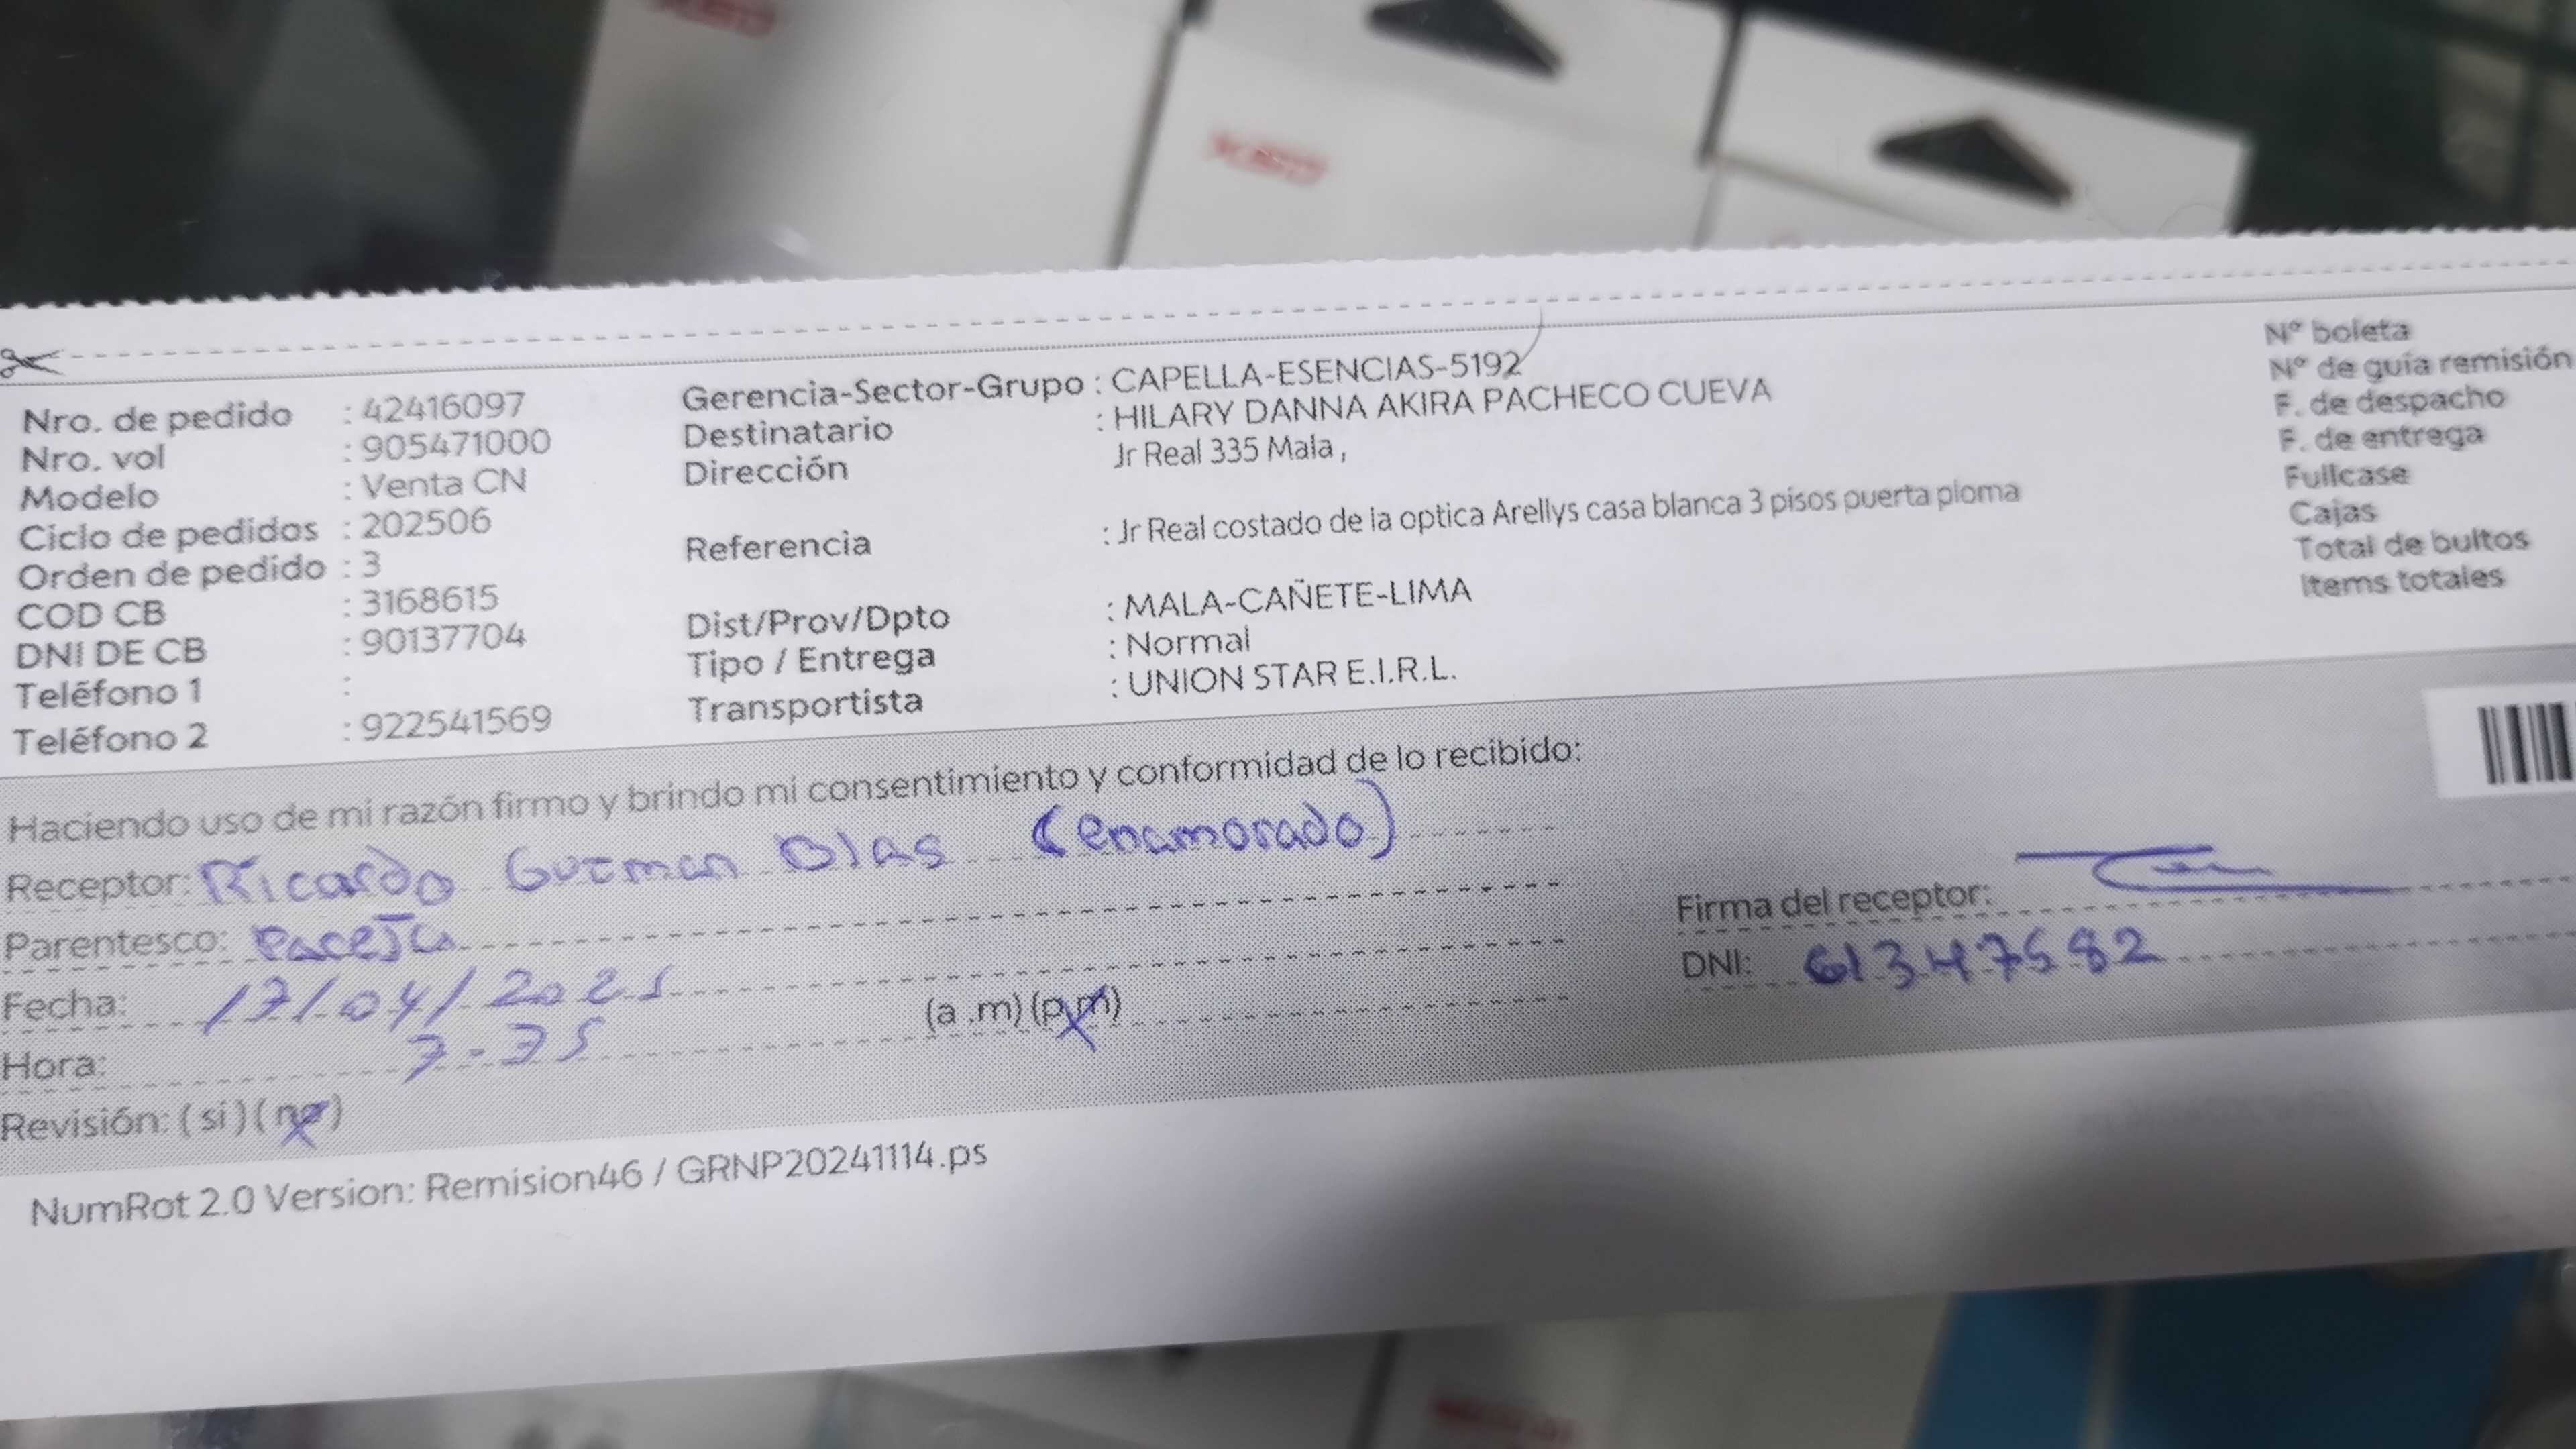 XUNDD
Nro. de pedido : 42416097
Nro. vol : 905471000
Modelo : Venta CN
Ciclo de pedidos : 202506
Orden de pedido : 3
COD CB : 3168615
DNI DE CB : 90137704
Teléfono 1 :
Teléfono 2 : 922541569
Gerencia-Sector-Grupo : CAPELLA-ESENCIAS-5192
Destinatario : HILARY DANNA AKIRA PACHECO CUEVA
Dirección Jr Real 335 Mala ,
Referencia : Jr Real costado de la optica Arellys casa blanca 3 pisos puerta ploma
Dist/Prov/Dpto : MALA-CAÑETE-LIMA
Tipo / Entrega : Normal
Transportista : UNION STAR E.I.R.L.
Nº boleta
Nº de guía remisión
F. de despacho
F. de entrega
Fullcase
Cajas
Total de bultos
Items totales
Haciendo uso de mi razón firmo y brindo mi consentimiento y conformidad de lo recibido:
Receptor: Ricardo Guzman Blas (enamorado)
Parentesco: Pareja
Fecha: 17/04/2025
Hora: 7-35 (a .m) (p.m)
Revisión: ( si ) ( no )
Firma del receptor:
DNI: 61347582
NumRot 2.0 Version: Remision46 / GRNP20241114.ps